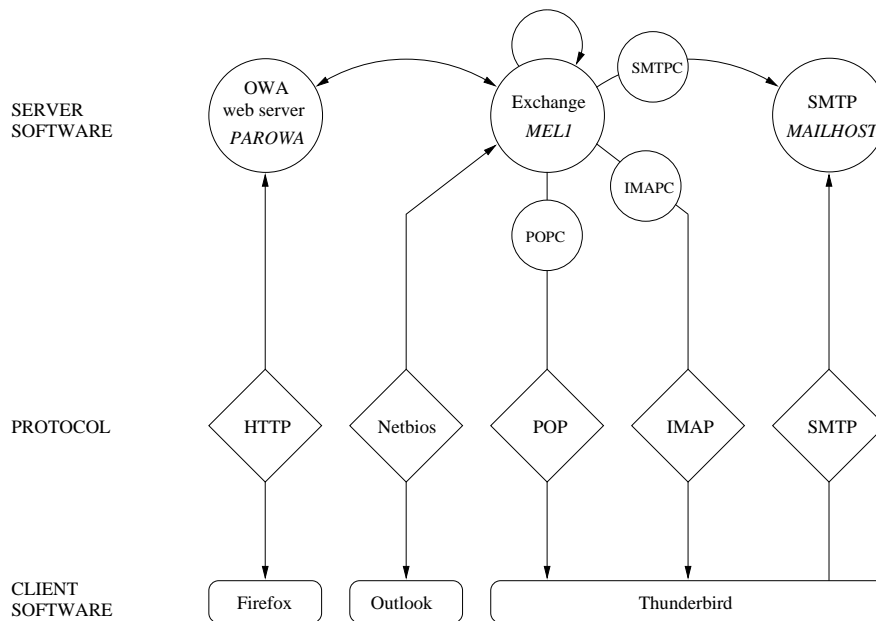 SERVER
SOFTWARE
OWA
web server
PAROWA
Exchange
MEL1
SMTPC
SMTP
MAILHOST
IMAPC
POPC
PROTOCOL
HTTP
Netbios
POP
IMAP
SMTP
CLIENT
SOFTWARE
Firefox
Outlook
Thunderbird